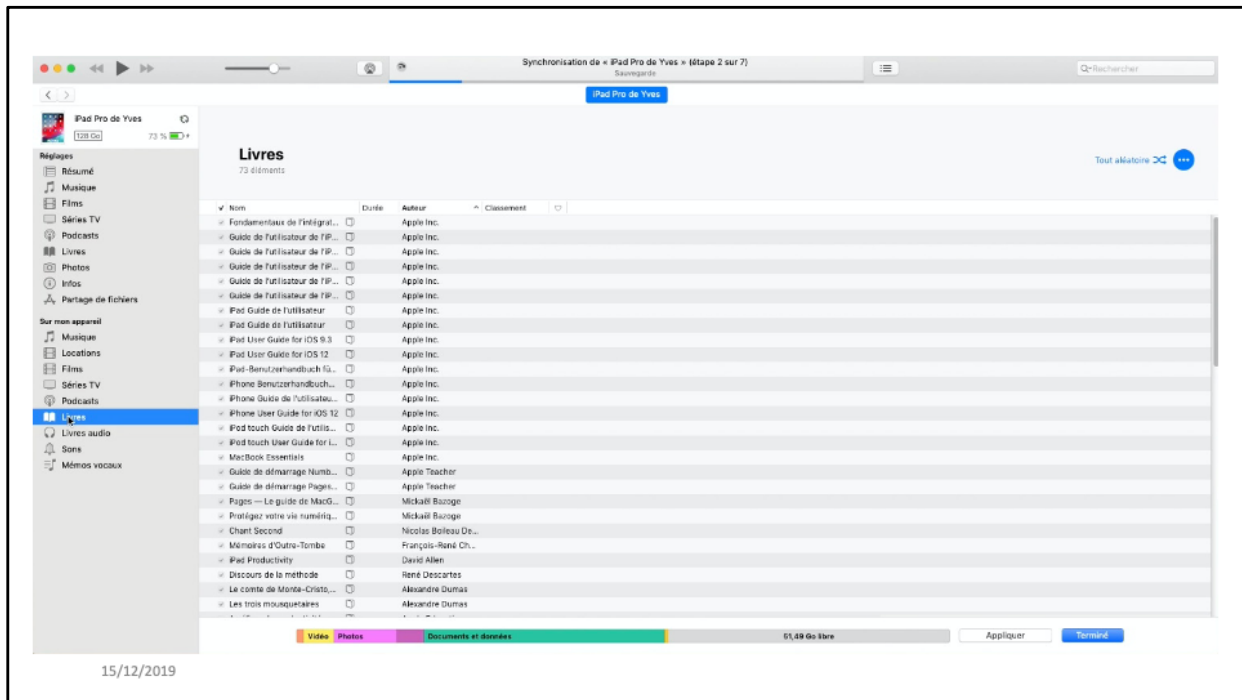 Synchronisation de « iPad Pro de Yves » (étape 2 sur 7)
Sauvegarde
Rechercher
iPad Pro de Yves
iPad Pro de Yves
128 Go 73 %
Réglages
Résumé
Musique
Films
Séries TV
Podcasts
Livres
Photos
Infos
Partage de fichiers
Sur mon appareil
Musique
Locations
Films
Séries TV
Podcasts
Livres
Livres audio
Sons
Mémos vocaux
Livres
73 éléments
Tout aléatoire
Nom Durée Auteur Classement
Fondamentaux de l'intégrat... Apple Inc.
Guide de l'utilisateur de l'iP... Apple Inc.
Guide de l'utilisateur de l'iP... Apple Inc.
Guide de l'utilisateur de l'iP... Apple Inc.
Guide de l'utilisateur de l'iP... Apple Inc.
Guide de l'utilisateur de l'iP... Apple Inc.
iPad Guide de l'utilisateur Apple Inc.
iPad Guide de l'utilisateur Apple Inc.
iPad User Guide for iOS 9.3 Apple Inc.
iPad User Guide for iOS 12 Apple Inc.
iPad-Benutzerhandbuch fü... Apple Inc.
iPhone Benutzerhandbuch... Apple Inc.
iPhone Guide de l'utilisateu... Apple Inc.
iPhone User Guide for iOS 12 Apple Inc.
iPod touch Guide de l'utilis... Apple Inc.
iPod touch User Guide for i... Apple Inc.
MacBook Essentials Apple Inc.
Guide de démarrage Numb... Apple Teacher
Guide de démarrage Pages... Apple Teacher
Pages — Le guide de MacG... Mickaël Bazoge
Protégez votre vie numériq... Mickaël Bazoge
Chant Second Nicolas Boileau De...
Mémoires d'Outre-Tombe François-René Ch...
iPad Productivity David Allen
Discours de la méthode René Descartes
Le comte de Monte-Cristo,... Alexandre Dumas
Les trois mousquetaires Alexandre Dumas
Vidéo Photos Documents et données 51,49 Go libre Appliquer Terminé
15/12/2019